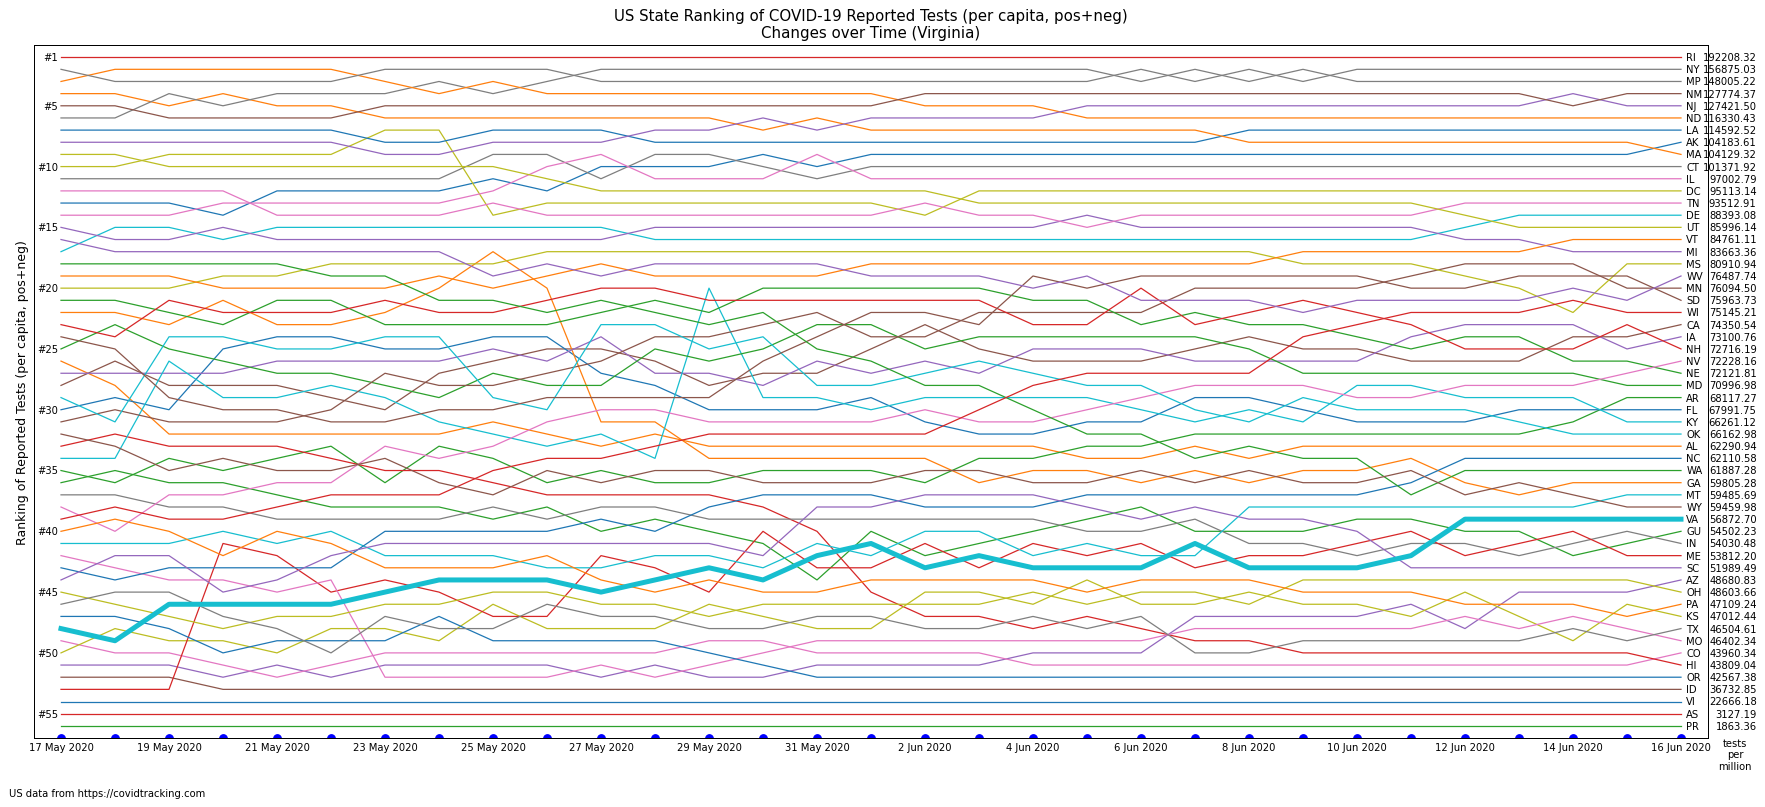 US State Ranking of COVID-19 Reported Tests (per capita, pos+neg)
Changes over Time (Virginia)
Ranking of Reported Tests (per capita, pos+neg)
#1
#5
#10
#15
#20
#25
#30
#35
#40
#45
#50
#55
RI 192208.32
NY 156875.03
MP 148005.22
NM 127774.37
NJ 127421.50
ND 116330.43
LA 114592.52
AK 104183.61
MA 104129.32
CT 101371.92
IL 97002.79
DC 95113.14
TN 93512.91
DE 88393.08
UT 85996.14
VT 84761.11
MI 83663.36
MS 80910.94
WV 76487.74
MN 76094.50
SD 75963.73
WI 75145.21
CA 74350.54
IA 73100.76
NH 72716.19
NV 72228.16
NE 72121.81
MD 70996.98
AR 68117.27
FL 67991.75
KY 66261.12
OK 66162.98
AL 62290.94
NC 62110.58
WA 61887.28
GA 59805.28
MT 59485.69
WY 59459.98
VA 56872.70
GU 54502.23
IN 54030.48
ME 53812.20
SC 51989.49
AZ 48680.83
OH 48603.66
PA 47109.24
KS 47012.44
TX 46504.61
MO 46402.34
CO 43960.34
HI 43809.04
OR 42567.38
ID 36732.85
VI 22666.18
AS 3127.19
PR 1863.36
17 May 2020 19 May 2020 21 May 2020 23 May 2020 25 May 2020 27 May 2020 29 May 2020 31 May 2020 2 Jun 2020 4 Jun 2020 6 Jun 2020 8 Jun 2020 10 Jun 2020 12 Jun 2020 14 Jun 2020 16 Jun 2020
tests
per
million
US data from https://covidtracking.com